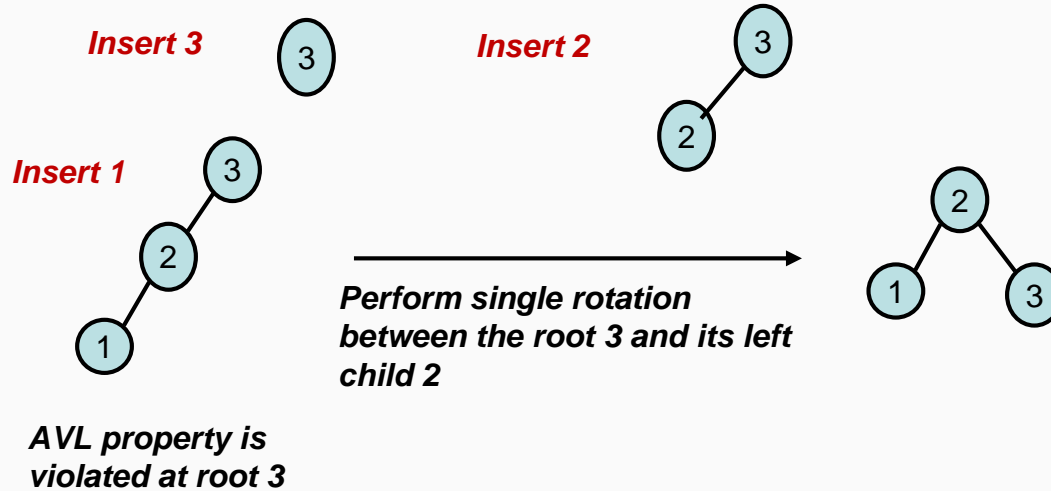 Insert 3
3
Insert 2
3
2
Insert 1
3
2
1
AVL property is
violated at root 3
Perform single rotation
between the root 3 and its left
child 2
2
1
3